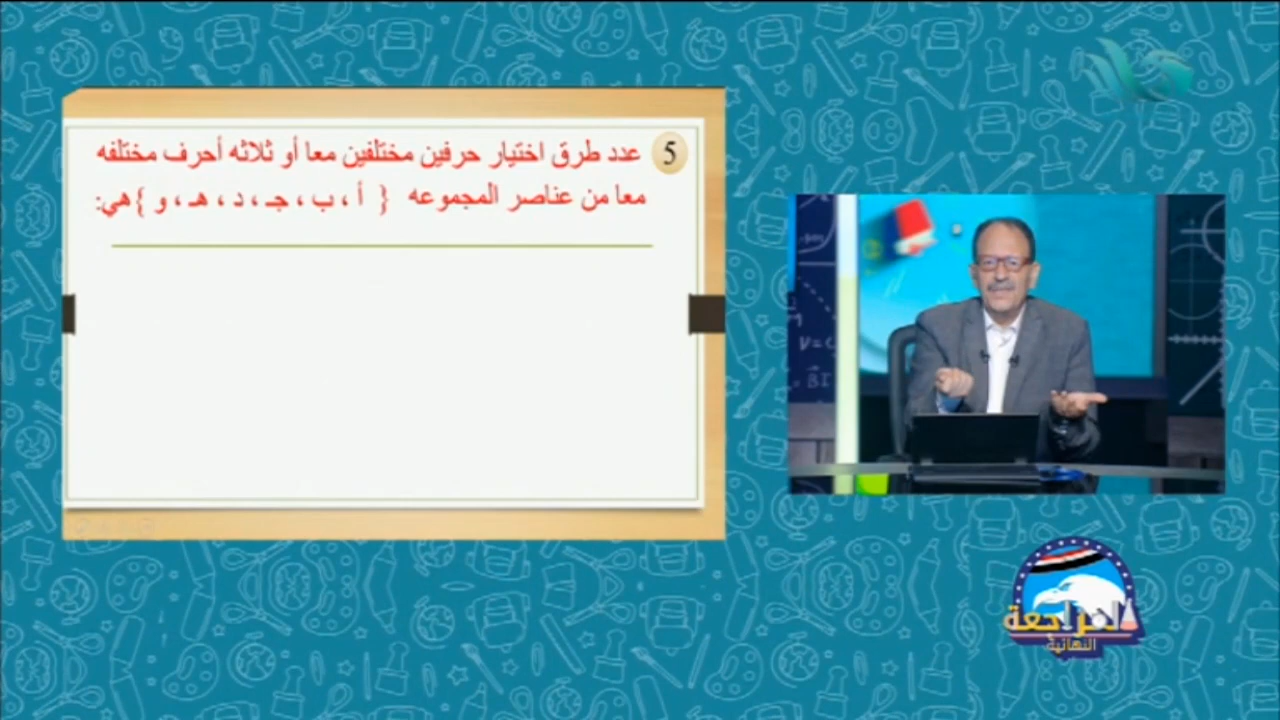 5 عدد طرق اختيار حرفين مختلفين معا أو ثلاثه أحرف مختلفه
معا من عناصر المجموعه { أ ، ب ، جـ ، د ، هـ ، و } هي:
المراجعة
النهائية